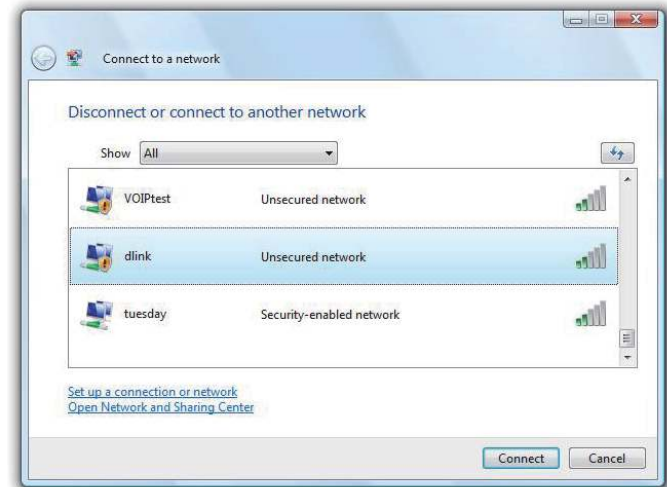 Connect to a network
Disconnect or connect to another network
Show All
VOIPtest Unsecured network
dlink Unsecured network
tuesday Security-enabled network
Set up a connection or network
Open Network and Sharing Center
Connect Cancel